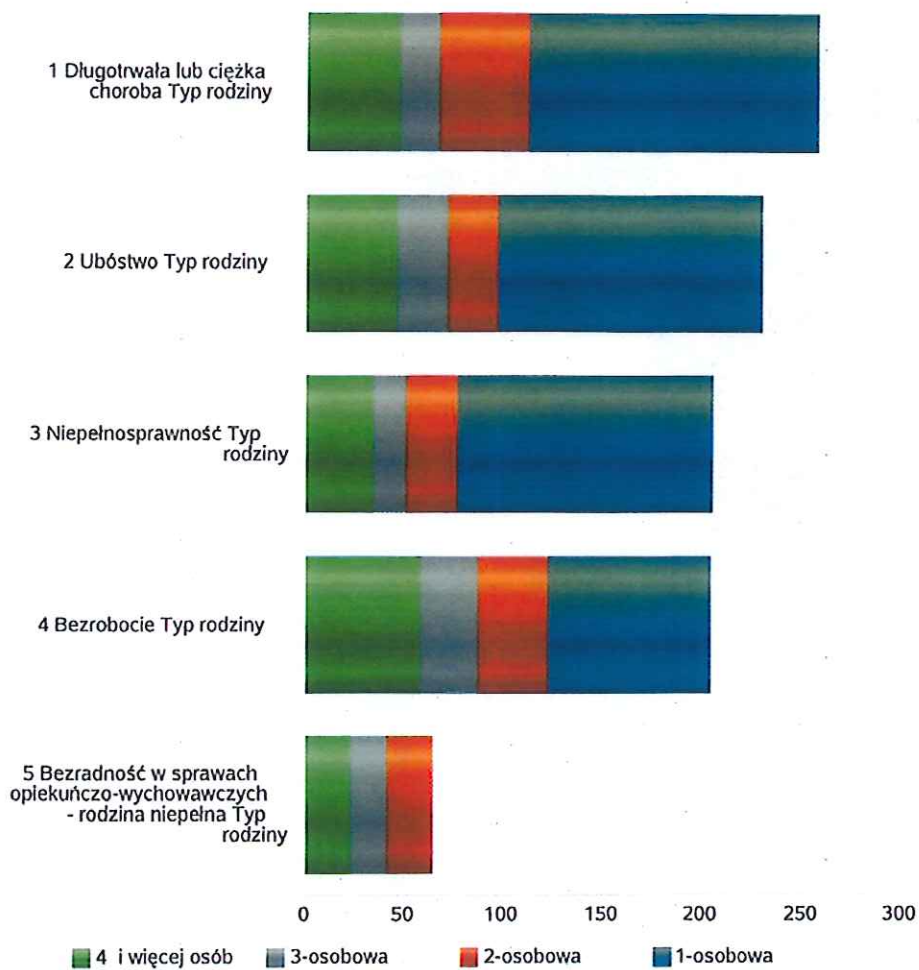 1 Długotrwała lub ciężka
choroba Typ rodziny
2 Ubóstwo Typ rodziny
3 Niepełnosprawność Typ
rodziny
4 Bezrobocie Typ rodziny
5 Bezradność w sprawach
opiekuńczo-wychowawczych
- rodzina niepełna Typ
rodziny
0 50 100 150 200 250 300
4 i więcej osób 3-osobowa 2-osobowa 1-osobowa